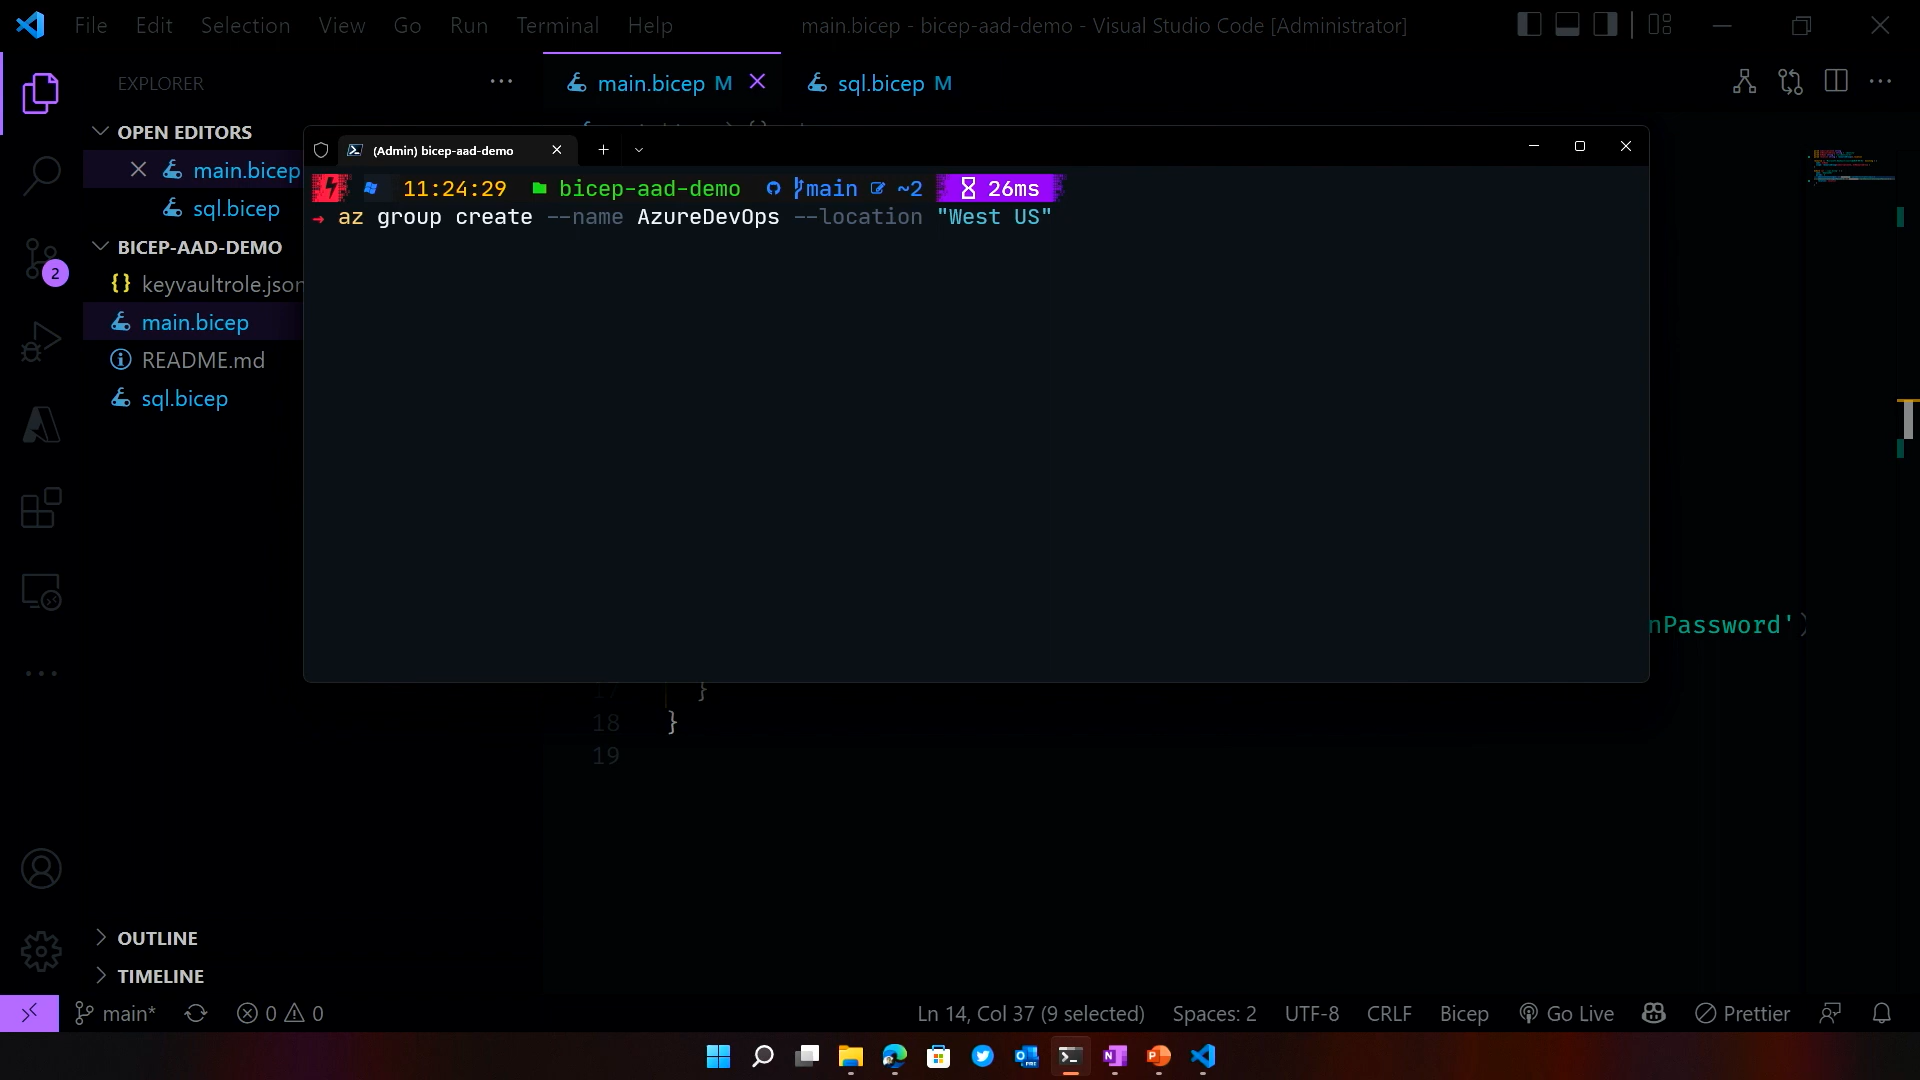 File Edit Selection View Go Run Terminal Help main.bicep - bicep-aad-demo - Visual Studio Code [Administrator]
EXPLORER
main.bicep M
sql.bicep M
OPEN EDITORS
main.bicep
sql.bicep
BICEP-AAD-DEMO
keyvaultrole.json
main.bicep
README.md
sql.bicep
2
(Admin) bicep-aad-demo
11:24:29 bicep-aad-demo main ~2 26ms
→ az group create --name AzureDevOps --location "West US"
nPassword')
17 }
18 }
19
OUTLINE
TIMELINE
main* 0 0 Ln 14, Col 37 (9 selected) Spaces: 2 UTF-8 CRLF Bicep Go Live Prettier